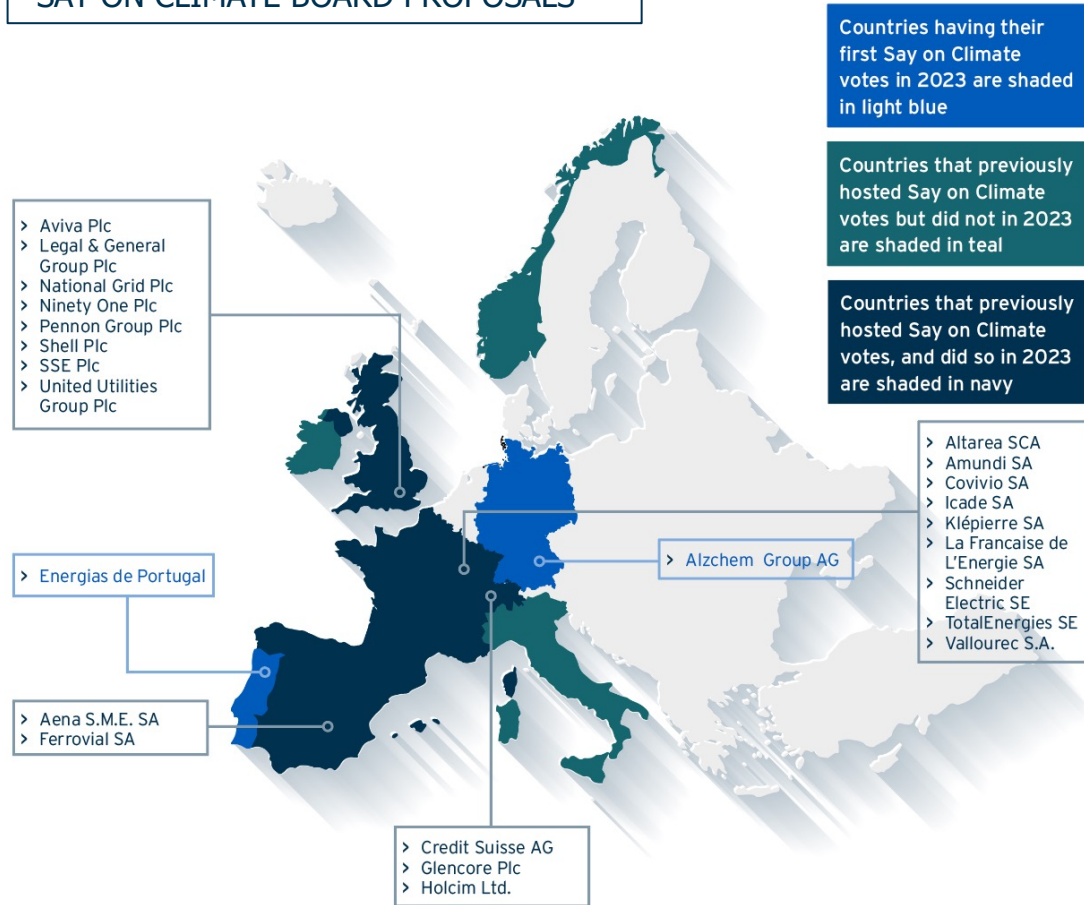 SAY ON CLIMATE BOARD PROPOSALS
Countries having their
first Say on Climate
votes in 2023 are shaded
in light blue
Countries that previously
hosted Say on Climate
votes but did not in 2023
are shaded in teal
Countries that previously
hosted Say on Climate
votes, and did so in 2023
are shaded in navy
> Aviva Plc
> Legal & General
Group Plc
> National Grid Plc
> Ninety One Plc
> Pennon Group Plc
> Shell Plc
> SSE Plc
> United Utilities
Group Plc
> Altarea SCA
> Amundi SA
> Covivio SA
> Icade SA
> Klépierre SA
> La Francaise de
L'Energie SA
> Schneider
Electric SE
> TotalEnergies SE
> Vallourec S.A.
> Alzchem Group AG
> Energias de Portugal
> Aena S.M.E. SA
> Ferrovial SA
> Credit Suisse AG
> Glencore Plc
> Holcim Ltd.